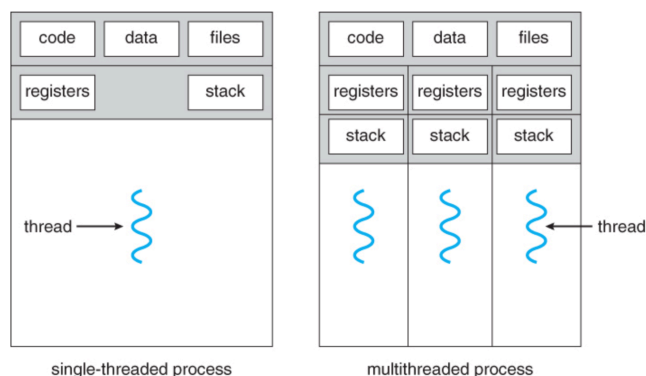 code data files
registers stack
thread
single-threaded process
code data files
registers registers registers
stack stack stack
thread
multithreaded process